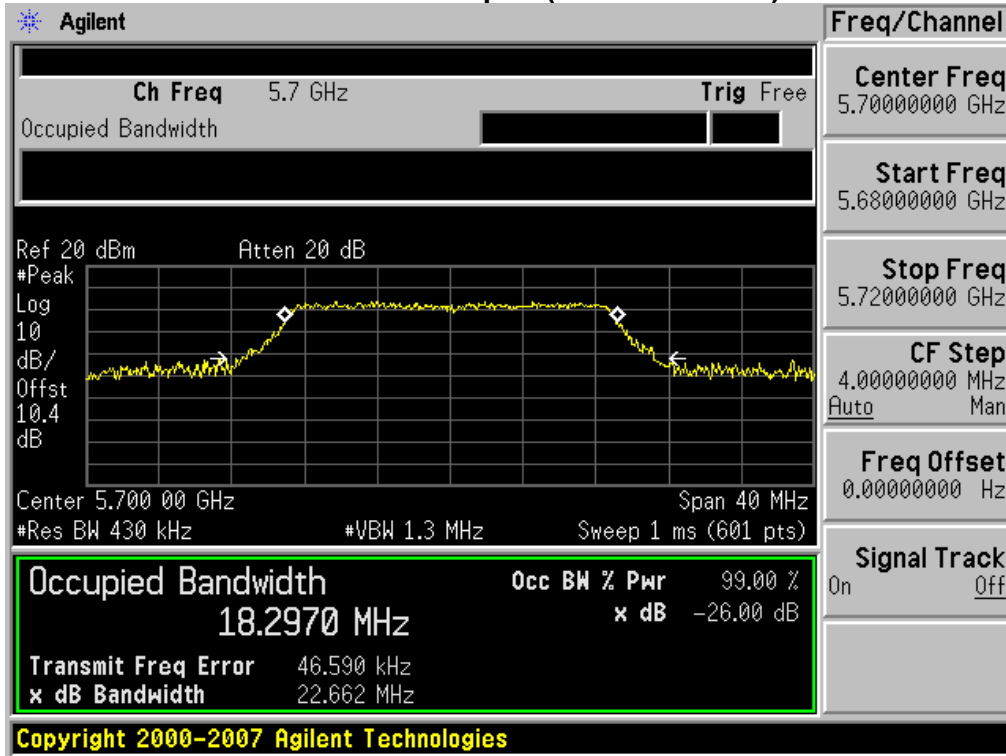 Agilent
Freq/Channel
Ch Freq 5.7 GHz Trig Free
Occupied Bandwidth
Center Freq
5.70000000 GHz
Start Freq
5.68000000 GHz
Stop Freq
5.72000000 GHz
CF Step
4.00000000 MHz
Auto Man
Freq Offset
0.00000000 Hz
Signal Track
On Off
Ref 20 dBm Atten 20 dB
#Peak
Log
10
dB/
Offst
10.4
dB
Center 5.700 00 GHz Span 40 MHz
#Res BW 430 kHz #VBW 1.3 MHz Sweep 1 ms (601 pts)
Occupied Bandwidth Occ BW % Pwr 99.00 %
18.2970 MHz x dB -26.00 dB
Transmit Freq Error 46.590 kHz
x dB Bandwidth 22.662 MHz
Copyright 2000-2007 Agilent Technologies